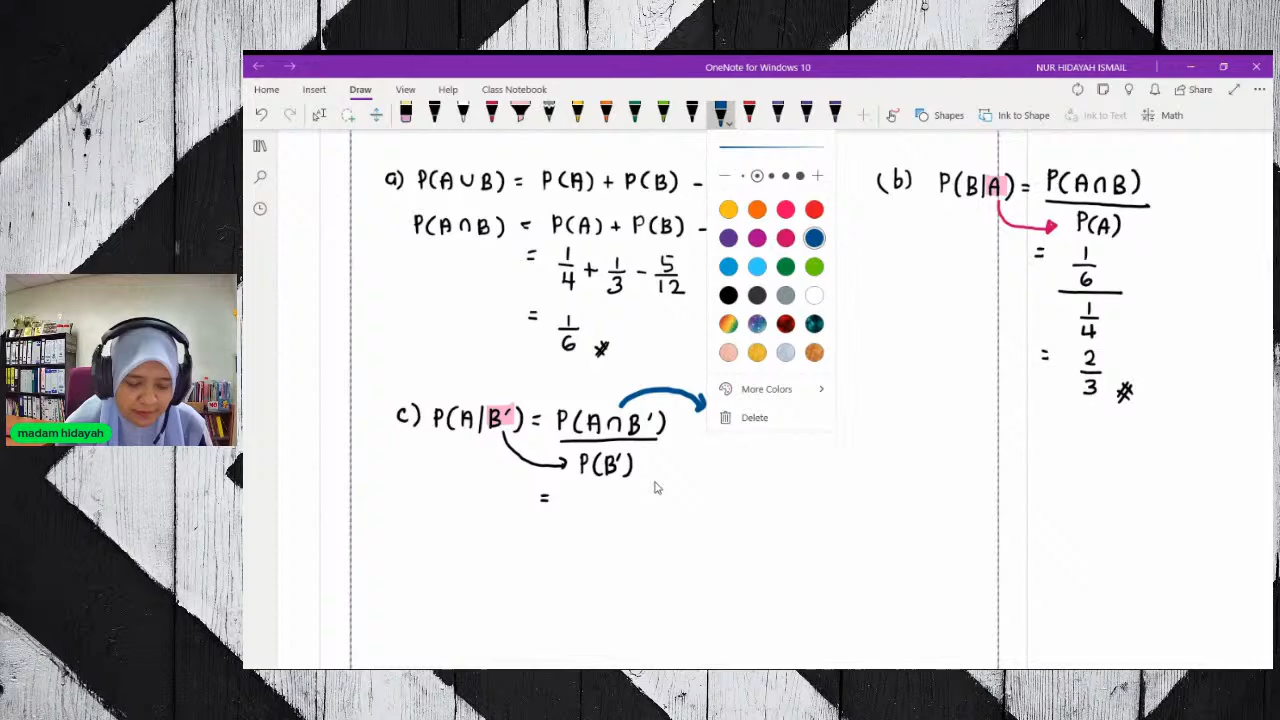 OneNote for Windows 10
NUR HIDAYAH ISMAIL
Home Insert Draw View Help Class Notebook
Share
Shapes Ink to Shape Ink to Text Math
a) P(A∪B) = P(A) + P(B) -
P(A∩B) = P(A) + P(B) -
= 1/4 + 1/3 - 5/12
= 1/6 *
c) P(A|B') = P(A∩B')
P(B')
=
More Colors
Delete
(b) P(B|A) = P(A∩B)
P(A)
= 1/6
1/4
= 2/3 *
madam hidayah